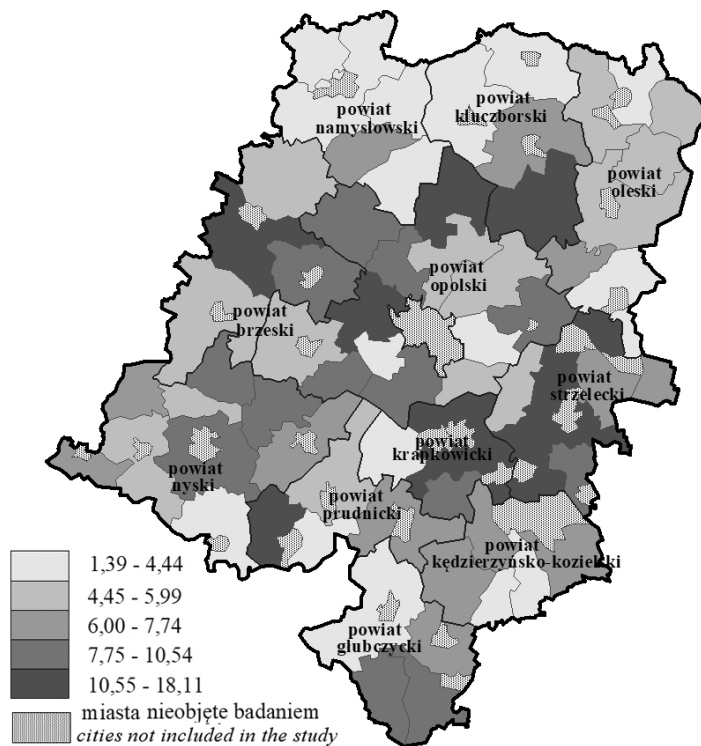 powiat
namysłowski
powiat
kluczborski
powiat
oleski
powiat
opolski
powiat
brzeski
powiat
strzelecki
powiat
krapkowicki
powiat
nyski
powiat
prudnicki
powiat
kędzierzyńsko-kozielski
powiat
głubczycki
1,39 - 4,44
4,45 - 5,99
6,00 - 7,74
7,75 - 10,54
10,55 - 18,11
miasta nieobjęte badaniem
cities not included in the study